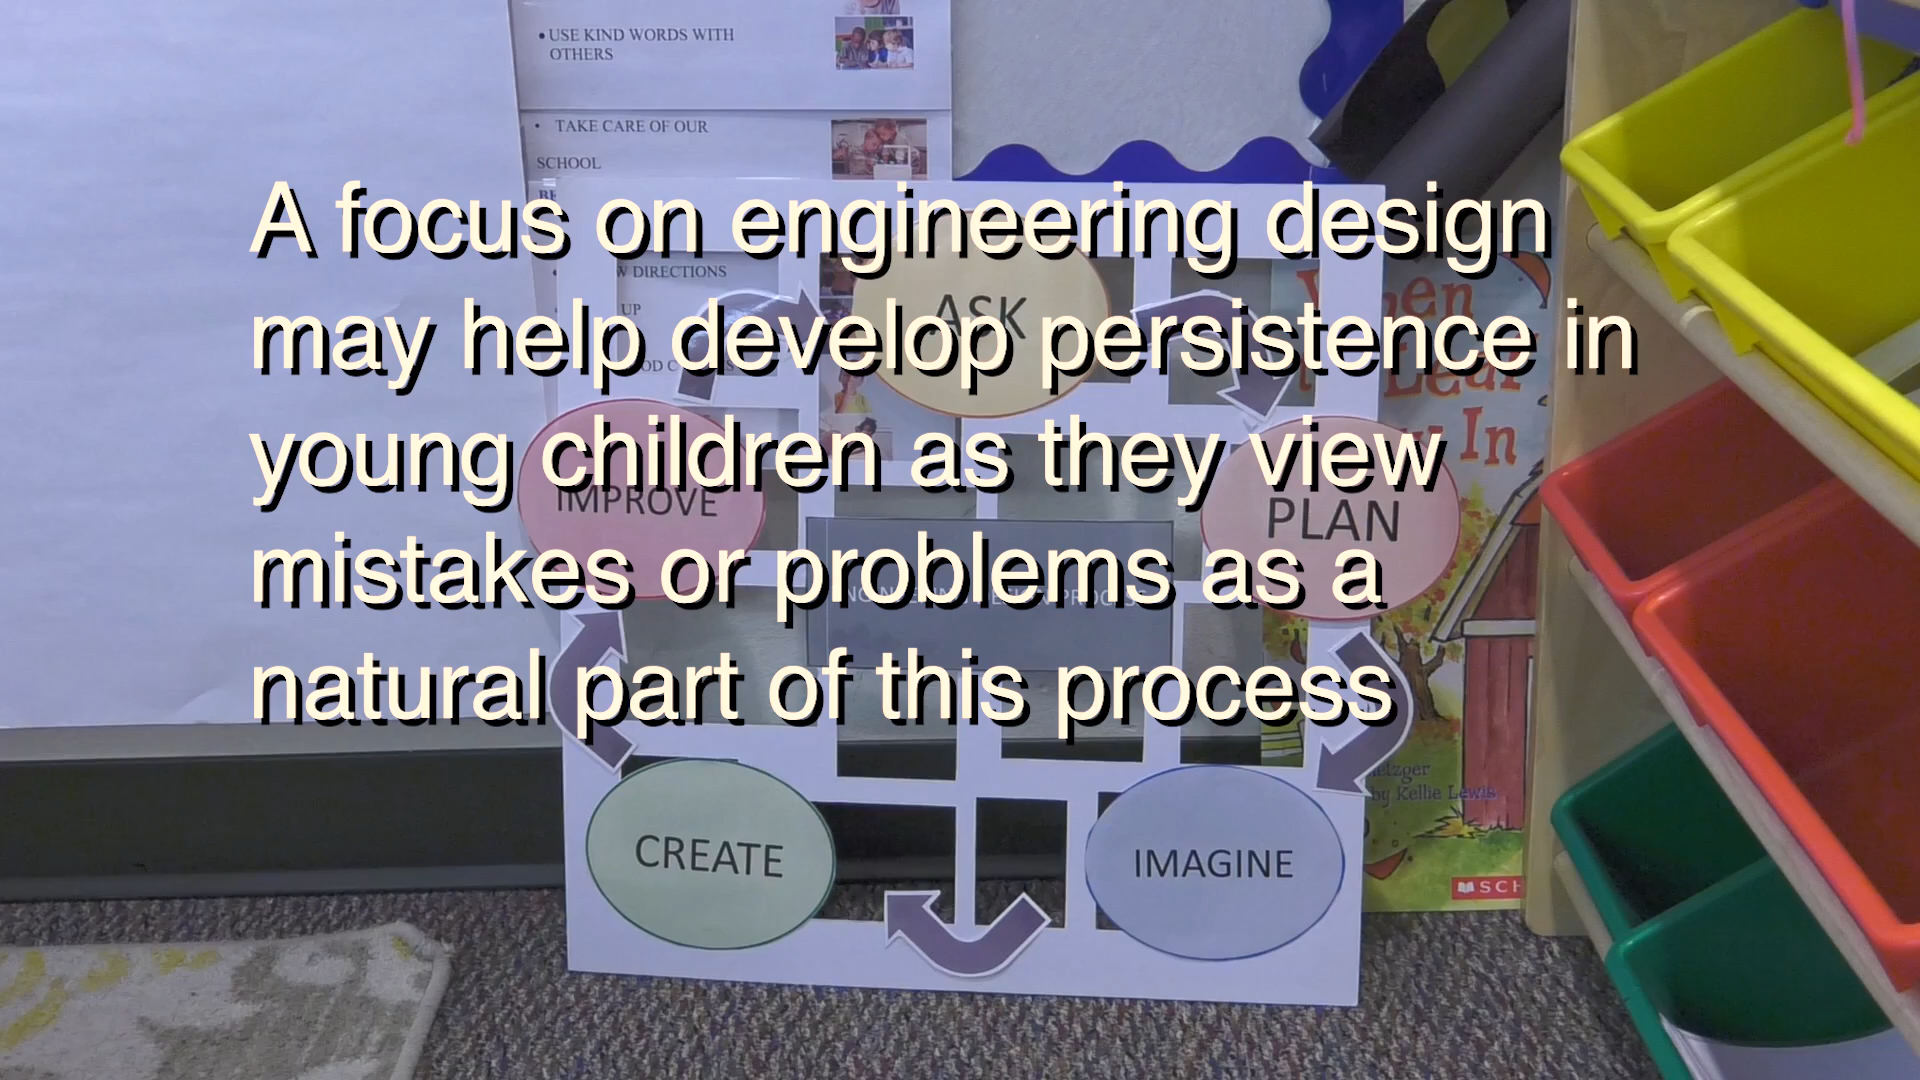 • USE KIND WORDS WITH
OTHERS
• TAKE CARE OF OUR
SCHOOL
A focus on engineering design
may help develop persistence in
young children as they view
mistakes or problems as a
natural part of this process
DIRECTIONS
UP
ASK
IMPROVE
PLAN
CREATE
IMAGINE
In
by Kellie Lewis